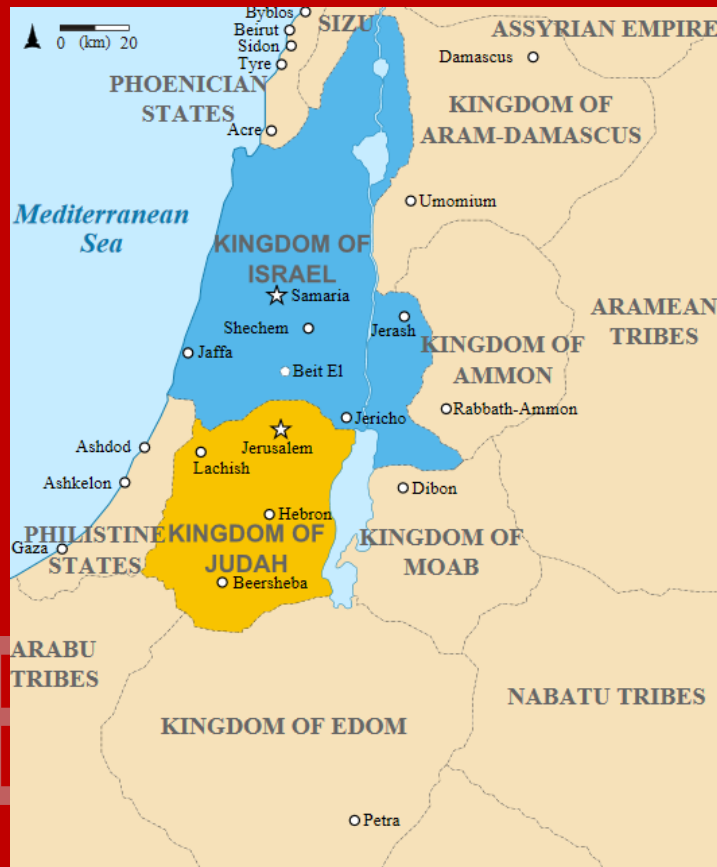 Byblos
SIZU
0 (km) 20
Beirut
ASSYRIAN EMPIRE
Sidon
Damascus
Tyre
PHOENICIAN
STATES
KINGDOM OF
ARAM-DAMASCUS
Acre
Umomium
Mediterranean
Sea
KINGDOM OF
ISRAEL
Samaria
ARAMEAN
TRIBES
Shechem
Jerash
KINGDOM OF
AMMON
Jaffa
Beit El
Rabbath-Ammon
Jericho
Ashdod
Jerusalem
Lachish
Ashkelon
Dibon
Hebron
PHILISTINE
STATES
KINGDOM OF
JUDAH
KINGDOM OF
MOAB
Gaza
Beersheba
ARABU
TRIBES
NABATU TRIBES
KINGDOM OF EDOM
Petra